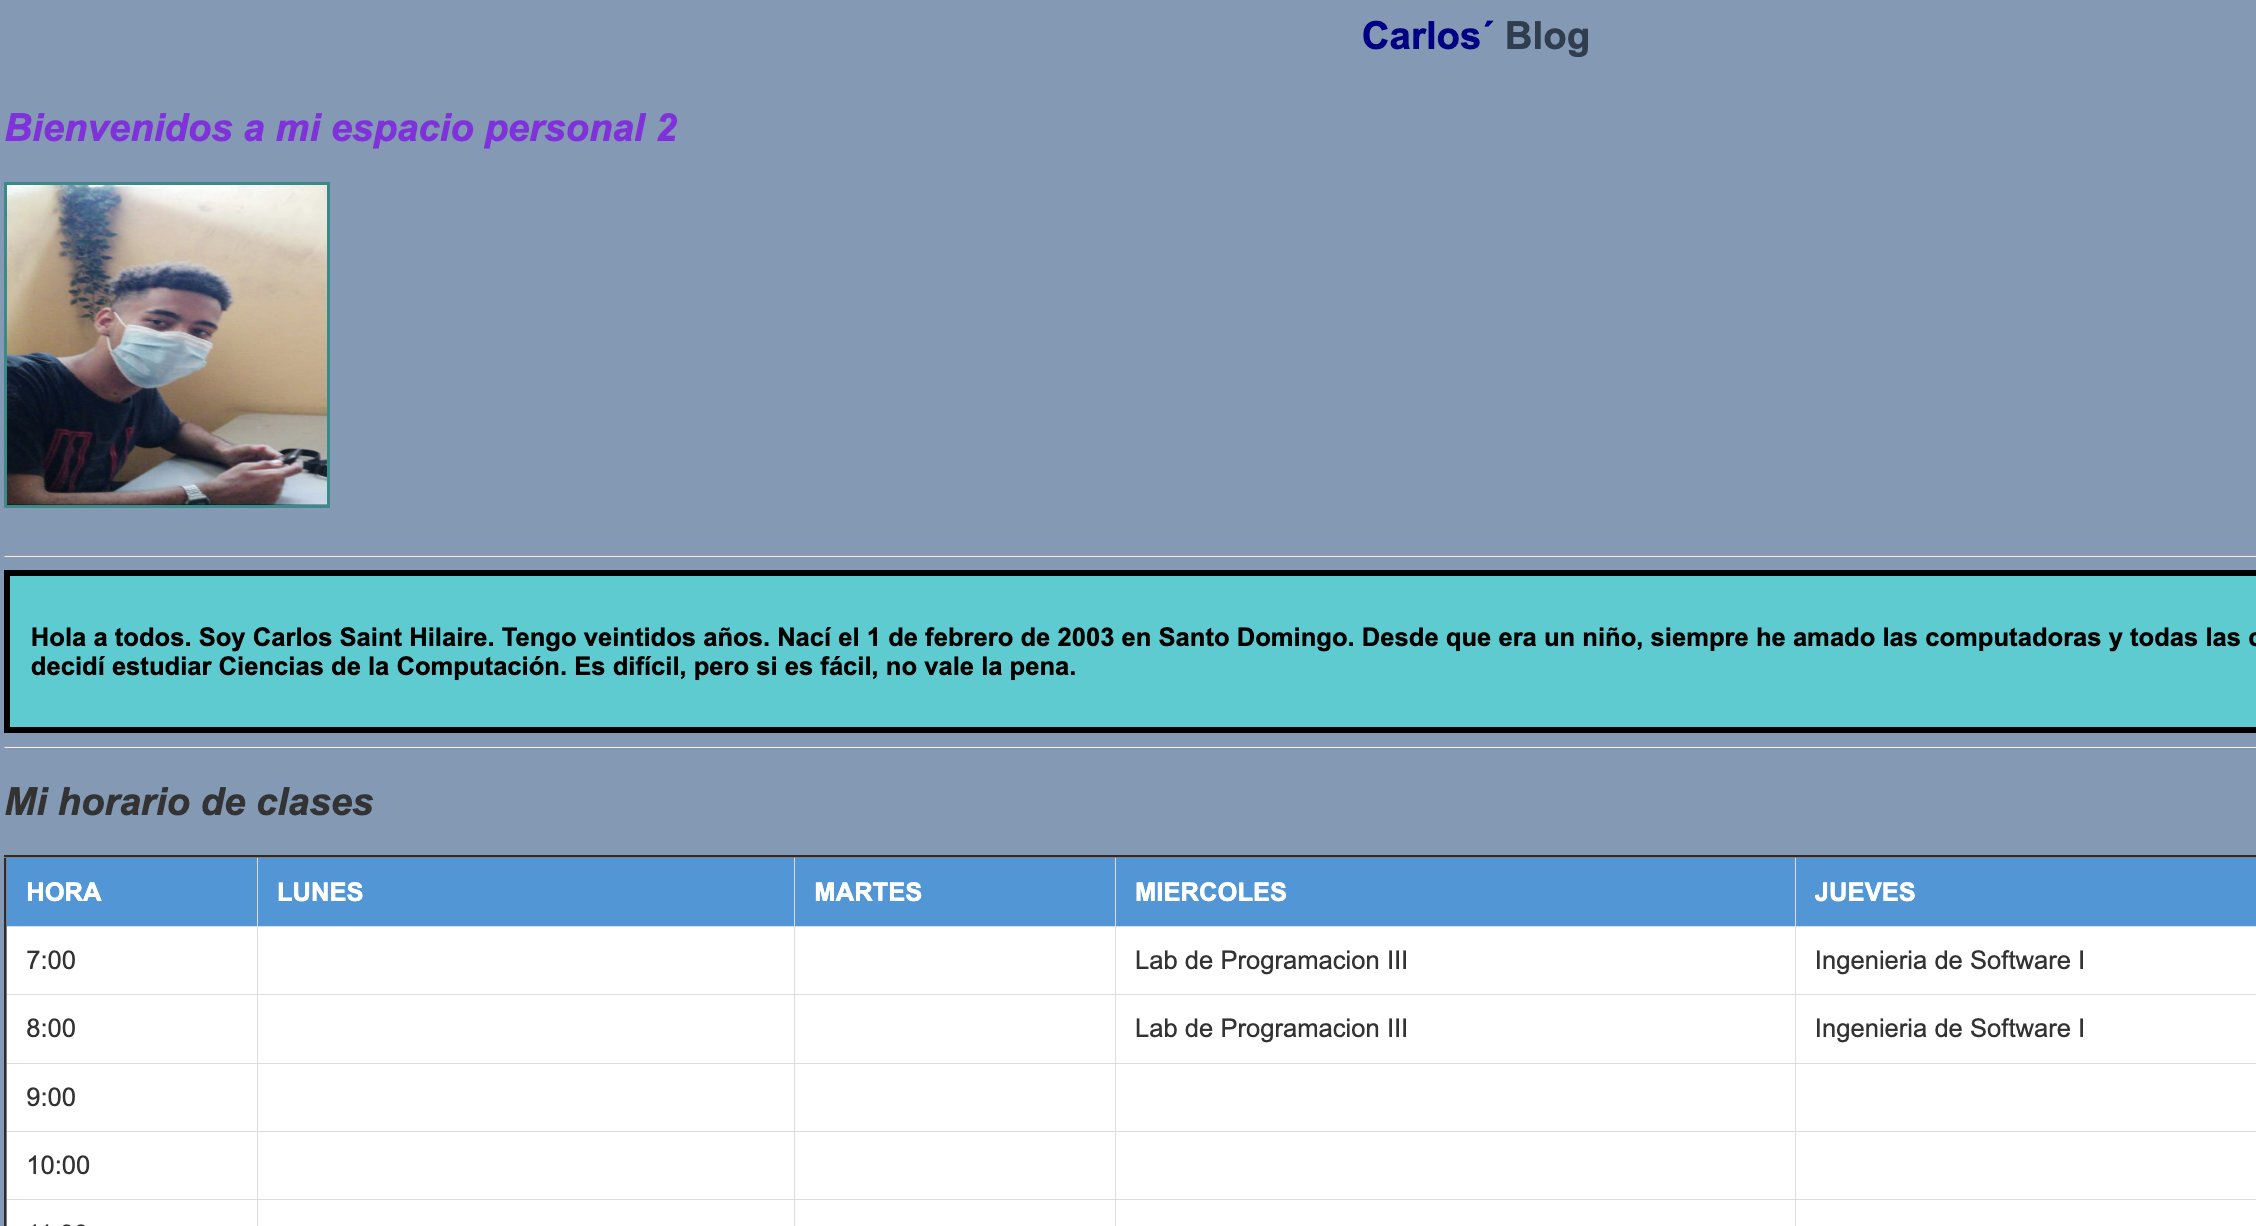 Carlos´ Blog
Bienvenidos a mi espacio personal 2
Hola a todos. Soy Carlos Saint Hilaire. Tengo veintidos años. Nací el 1 de febrero de 2003 en Santo Domingo. Desde que era un niño, siempre he amado las computadoras y todas las
decidí estudiar Ciencias de la Computación. Es difícil, pero si es fácil, no vale la pena.
Mi horario de clases
HORA LUNES MARTES MIERCOLES JUEVES
7:00 Lab de Programacion III Ingenieria de Software I
8:00 Lab de Programacion III Ingenieria de Software I
9:00
10:00